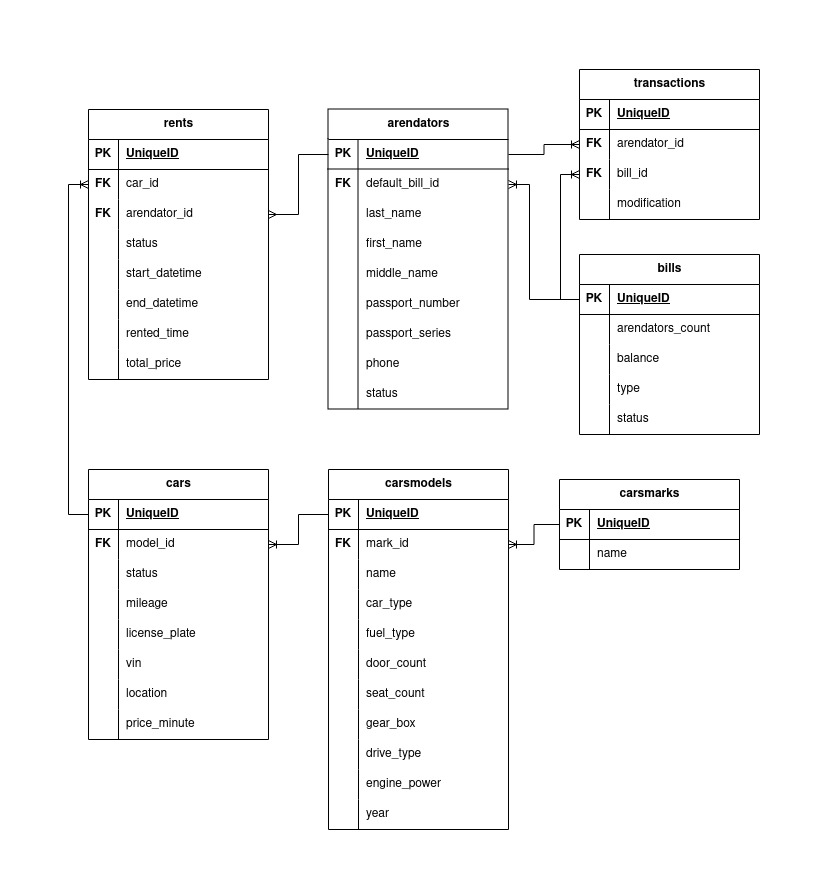 rents
PK UniqueID
FK car_id
FK arendator_id
status
start_datetime
end_datetime
rented_time
total_price
arendators
PK UniqueID
FK default_bill_id
last_name
first_name
middle_name
passport_number
passport_series
phone
status
transactions
PK UniqueID
FK arendator_id
FK bill_id
modification
bills
PK UniqueID
arendators_count
balance
type
status
cars
PK UniqueID
FK model_id
status
mileage
license_plate
vin
location
price_minute
carsmodels
PK UniqueID
FK mark_id
name
car_type
fuel_type
door_count
seat_count
gear_box
drive_type
engine_power
year
carsmarks
PK UniqueID
name